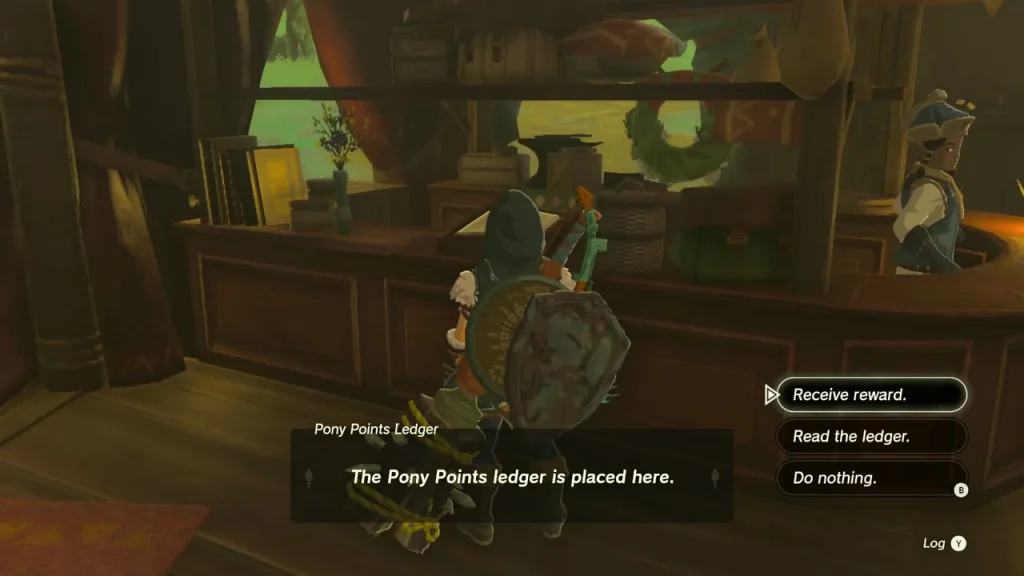 Receive reward.
Pony Points Ledger
Read the ledger.
The Pony Points ledger is placed here.
Do nothing.
B
Log Y